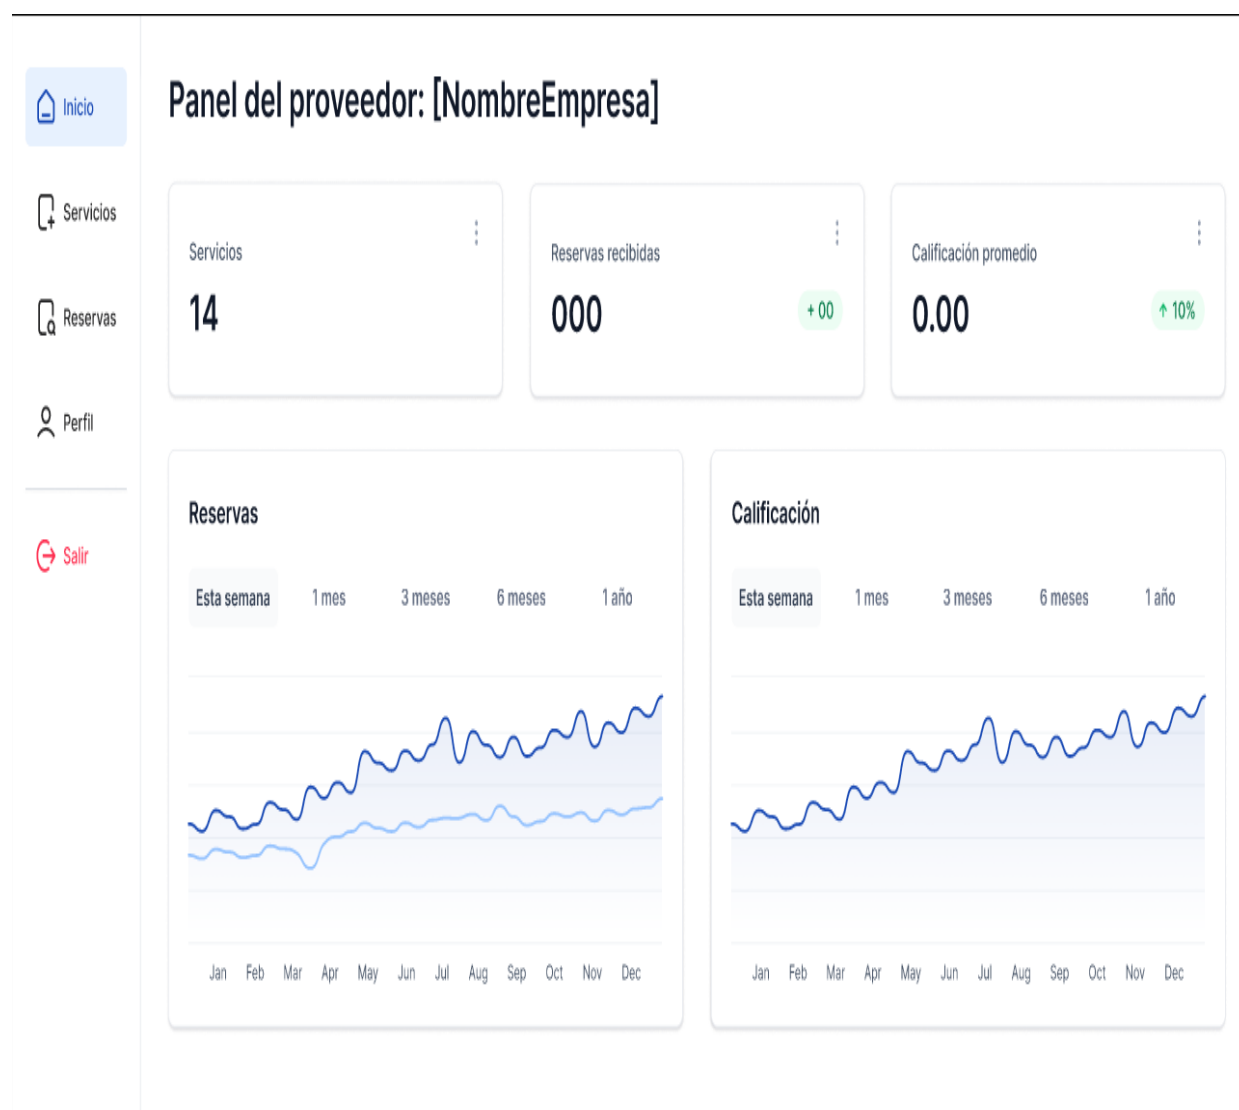 Inicio
Servicios
Reservas
Perfil
Salir
Panel del proveedor: [NombreEmpresa]
Servicios
14
Reservas recibidas
000
+ 00
Calificación promedio
0.00
↑ 10%
Reservas
Esta semana 1 mes 3 meses 6 meses 1 año
Jan Feb Mar Apr May Jun Jul Aug Sep Oct Nov Dec
Calificación
Esta semana 1 mes 3 meses 6 meses 1 año
Jan Feb Mar Apr May Jun Jul Aug Sep Oct Nov Dec